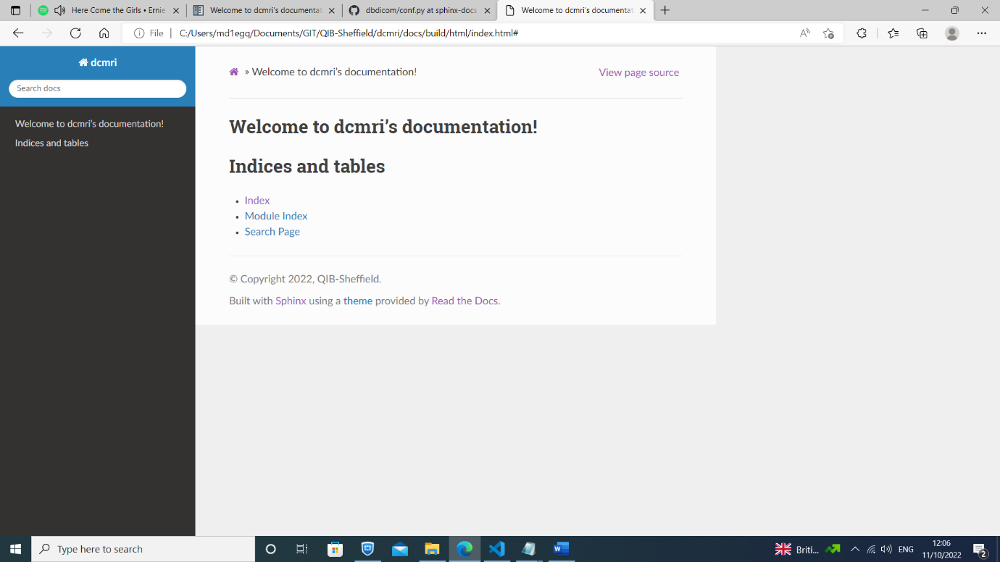 Here Come the Girls • Ernie
Welcome to dcmri's documentat
dbdicom/conf.py at sphinx-docs
Welcome to dcmri's documentat
File
C:/Users/md1egq/Documents/GIT/QIB-Sheffield/dcmri/docs/build/html/index.html#
dcmri
Search docs
Welcome to dcmri's documentation!
Indices and tables
» Welcome to dcmri's documentation!
View page source
Welcome to dcmri's documentation!
Indices and tables
• Index
• Module Index
• Search Page
© Copyright 2022, QIB-Sheffield.
Built with Sphinx using a theme provided by Read the Docs.
Type here to search
Briti...
ENG
12:06
11/10/2022
2